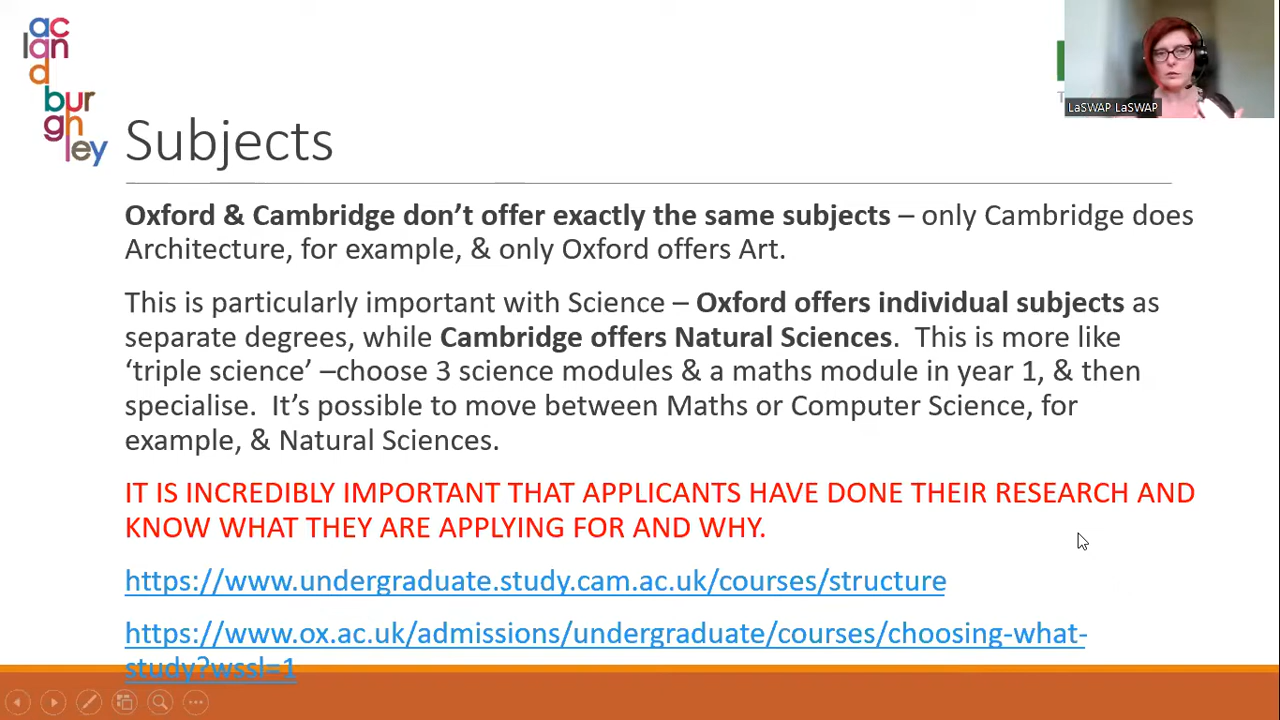 ac
lan
d
bur
gh
ley
LaSWAP LaSWAP
Subjects
Oxford & Cambridge don’t offer exactly the same subjects – only Cambridge does
Architecture, for example, & only Oxford offers Art.
This is particularly important with Science – Oxford offers individual subjects as
separate degrees, while Cambridge offers Natural Sciences.  This is more like
‘triple science’ –choose 3 science modules & a maths module in year 1, & then
specialise.  It’s possible to move between Maths or Computer Science, for
example, & Natural Sciences.
IT IS INCREDIBLY IMPORTANT THAT APPLICANTS HAVE DONE THEIR RESEARCH AND
KNOW WHAT THEY ARE APPLYING FOR AND WHY.
https://www.undergraduate.study.cam.ac.uk/courses/structure
https://www.ox.ac.uk/admissions/undergraduate/courses/choosing-what-
study?wssl=1